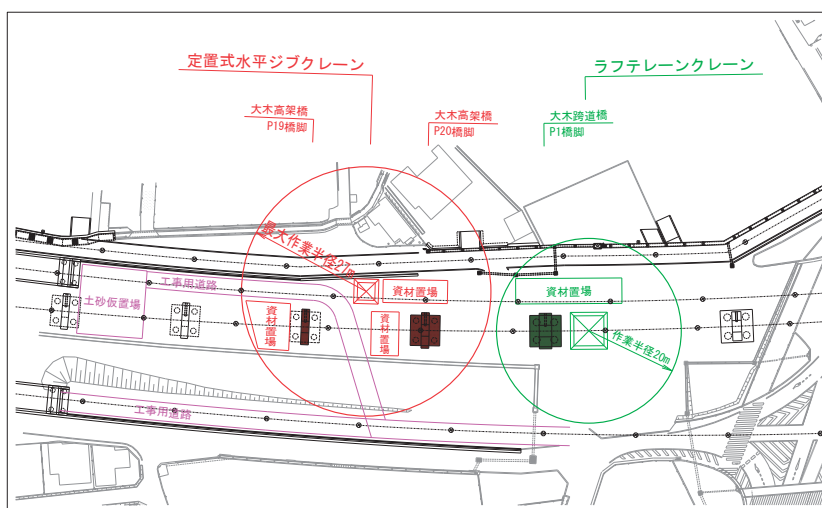 定置式水平ジブクレーン
ラフテレーンクレーン
大木高架橋
P19橋脚
大木高架橋
P20橋脚
大木跨道橋
P1橋脚
最大作業半径27m
工事用道路
土砂仮置場
資材置場
資材置場
資材置場
資材置場
作業半径20m
工事用道路